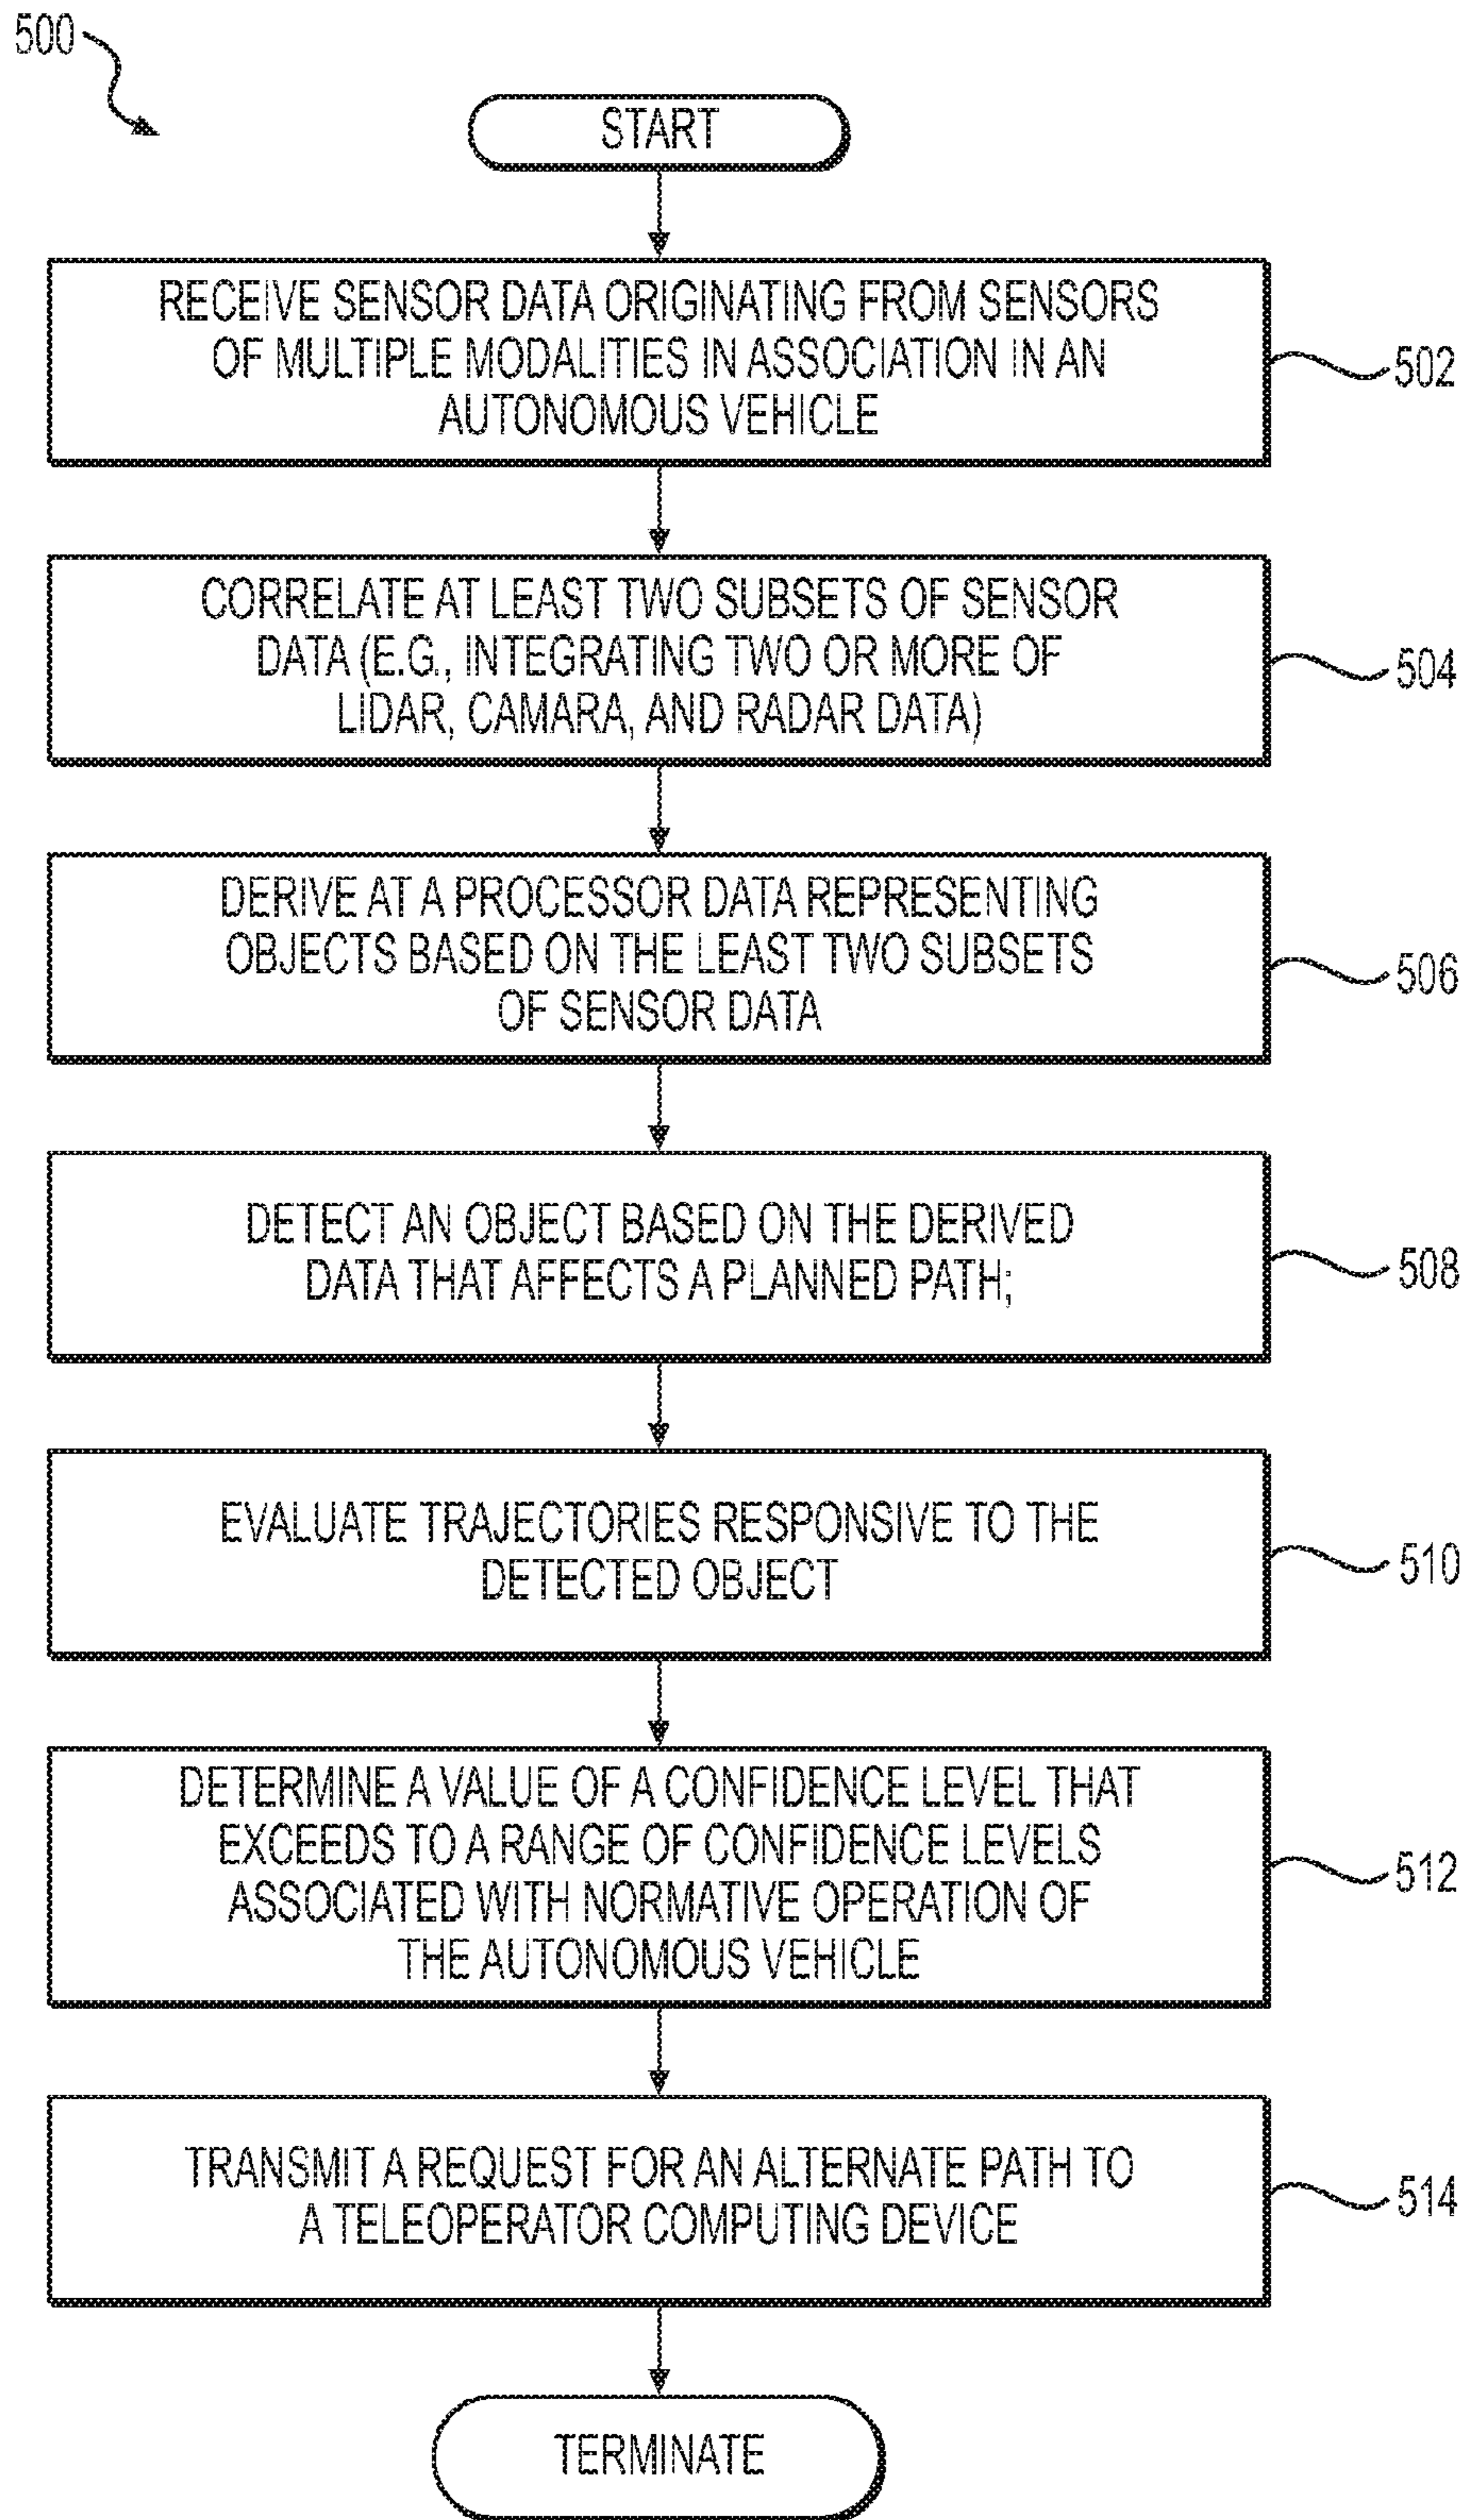 500
START
RECEIVE SENSOR DATA ORIGINATING FROM SENSORS
OF MULTIPLE MODALITIES IN ASSOCIATION IN AN
AUTONOMOUS VEHICLE
502
CORRELATE AT LEAST TWO SUBSETS OF SENSOR
DATA (E.G., INTEGRATING TWO OR MORE OF
LIDAR, CAMARA, AND RADAR DATA)
504
DERIVE AT A PROCESSOR DATA REPRESENTING
OBJECTS BASED ON THE LEAST TWO SUBSETS
OF SENSOR DATA
506
DETECT AN OBJECT BASED ON THE DERIVED
DATA THAT AFFECTS A PLANNED PATH;
508
EVALUATE TRAJECTORIES RESPONSIVE TO THE
DETECTED OBJECT
510
DETERMINE A VALUE OF A CONFIDENCE LEVEL THAT
EXCEEDS TO A RANGE OF CONFIDENCE LEVELS
ASSOCIATED WITH NORMATIVE OPERATION OF
THE AUTONOMOUS VEHICLE
512
TRANSMIT A REQUEST FOR AN ALTERNATE PATH TO
A TELEOPERATOR COMPUTING DEVICE
514
TERMINATE